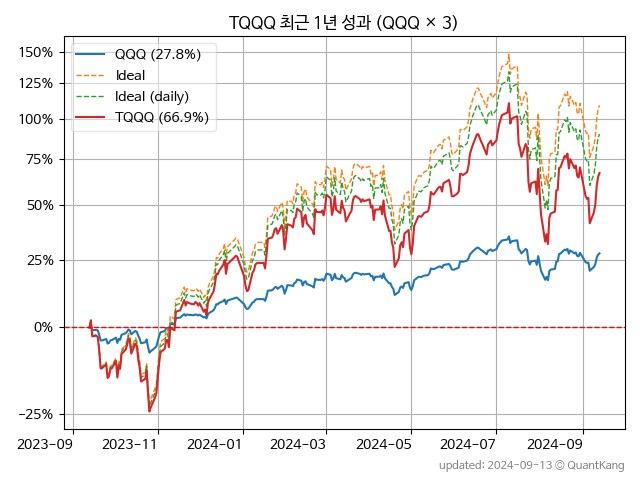 TQQQ 최근 1년 성과 (QQQ × 3)
QQQ (27.8%)
Ideal
Ideal (daily)
TQQQ (66.9%)
150%
125%
100%
75%
50%
25%
0%
−25%
2023-09 2023-11 2024-01 2024-03 2024-05 2024-07 2024-09
updated: 2024-09-13 © QuantKang